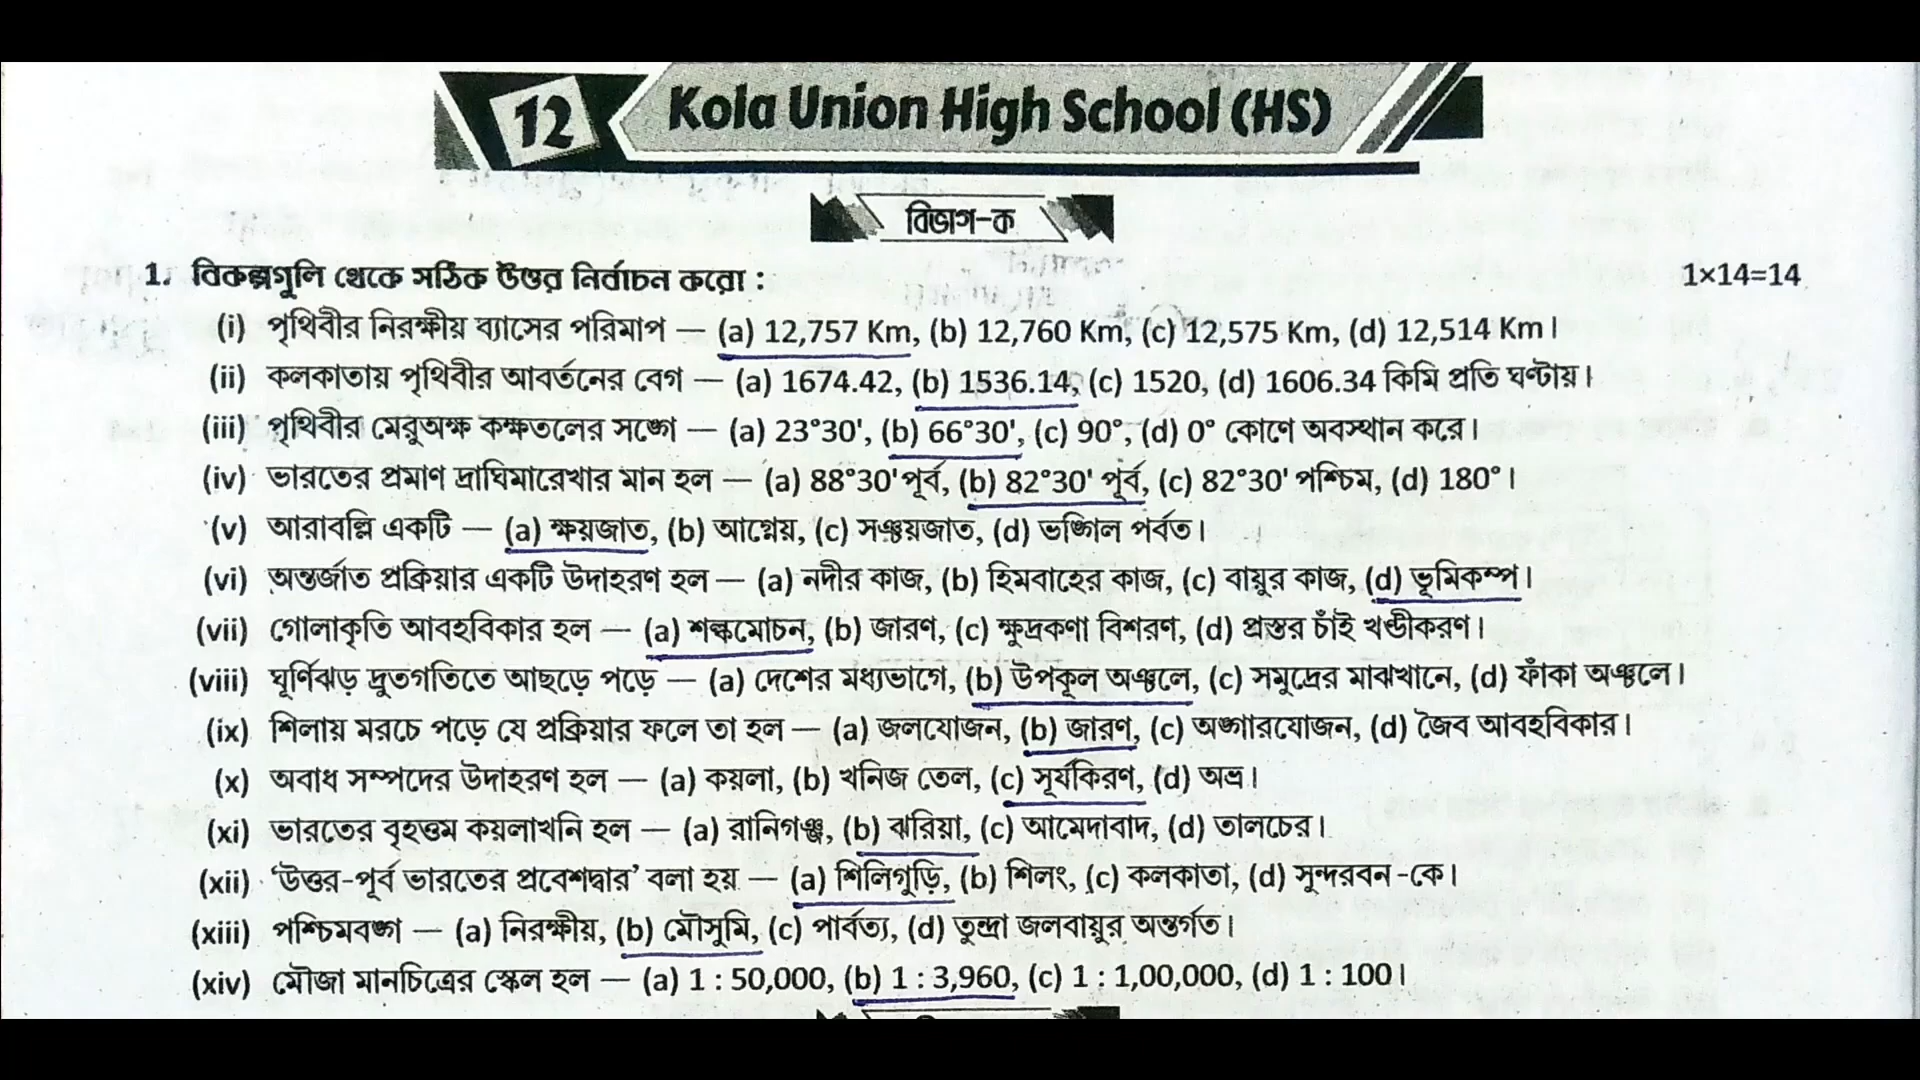 12 Kola Union High School (HS)
বিভাগ-ক
1. বিকল্পগুলি থেকে সঠিক উত্তর নির্বাচন করো : 1×14=14
(i) পৃথিবীর নিরক্ষীয় ব্যাসের পরিমাপ — (a) 12,757 Km, (b) 12,760 Km, (c) 12,575 Km, (d) 12,514 Km।
(ii) কলকাতায় পৃথিবীর আবর্তনের বেগ — (a) 1674.42, (b) 1536.14, (c) 1520, (d) 1606.34 কিমি প্রতি ঘণ্টায়।
(iii) পৃথিবীর মেরুঅক্ষ কক্ষতলের সঙ্গে — (a) 23°30', (b) 66°30', (c) 90°, (d) 0° কোণে অবস্থান করে।
(iv) ভারতের প্রমাণ দ্রাঘিমারেখার মান হল — (a) 88°30' পূর্ব, (b) 82°30' পূর্ব, (c) 82°30' পশ্চিম, (d) 180°।
(v) আরাবল্লি একটি — (a) ক্ষয়জাত, (b) আগ্নেয়, (c) সঞ্চয়জাত, (d) ভঙ্গিল পর্বত।
(vi) অন্তর্জাত প্রক্রিয়ার একটি উদাহরণ হল — (a) নদীর কাজ, (b) হিমবাহের কাজ, (c) বায়ুর কাজ, (d) ভূমিকম্প।
(vii) গোলাকৃতি আবহবিকার হল — (a) শল্কমোচন, (b) জারণ, (c) ক্ষুদ্রকণা বিশরণ, (d) প্রস্তর চাঁই খণ্ডীকরণ।
(viii) ঘূর্ণিঝড় দ্রুতগতিতে আছড়ে পড়ে — (a) দেশের মধ্যভাগে, (b) উপকূল অঞ্চলে, (c) সমুদ্রের মাঝখানে, (d) ফাঁকা অঞ্চলে।
(ix) শিলায় মরচে পড়ে যে প্রক্রিয়ার ফলে তা হল — (a) জলযোজন, (b) জারণ, (c) অঙ্গারযোজন, (d) জৈব আবহবিকার।
(x) অবাধ সম্পদের উদাহরণ হল — (a) কয়লা, (b) খনিজ তেল, (c) সূর্যকিরণ, (d) অভ্র।
(xi) ভারতের বৃহত্তম কয়লাখনি হল — (a) রানিগঞ্জ, (b) ঝরিয়া, (c) আমেদাবাদ, (d) তালচের।
(xii) 'উত্তর-পূর্ব ভারতের প্রবেশদ্বার' বলা হয় — (a) শিলিগুড়ি, (b) শিলং, (c) কলকাতা, (d) সুন্দরবন -কে।
(xiii) পশ্চিমবঙ্গ — (a) নিরক্ষীয়, (b) মৌসুমি, (c) পার্বত্য, (d) তুন্দ্রা জলবায়ুর অন্তর্গত।
(xiv) মৌজা মানচিত্রের স্কেল হল — (a) 1 : 50,000, (b) 1 : 3,960, (c) 1 : 1,00,000, (d) 1 : 100।